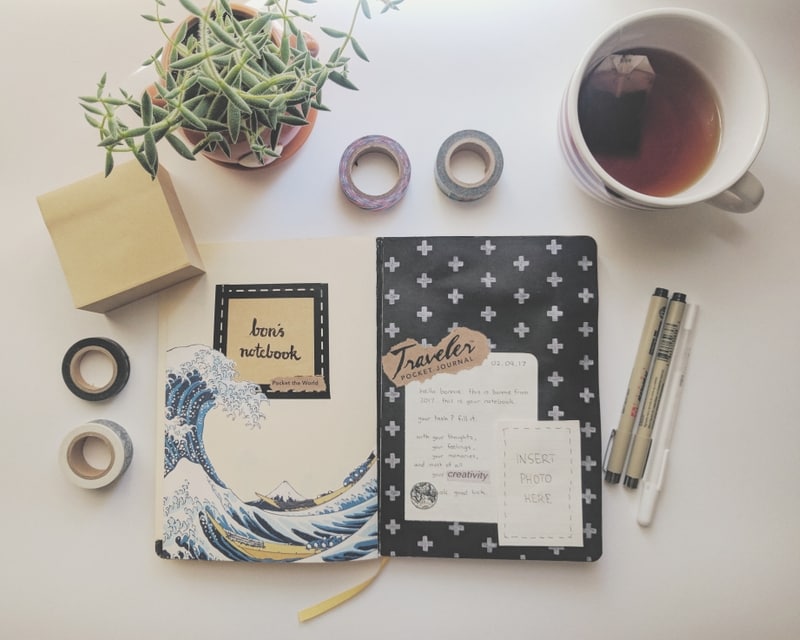 bon's
notebook
Pocket the World
Traveler
POCKET JOURNAL
02.04.17
hello bonnie. this is bonnie from
2017. this is your notebook.
your task? fill it.
with your thoughts,
your feelings,
your memories,
and most of all
your creativity
good luck.
INSERT
PHOTO
HERE